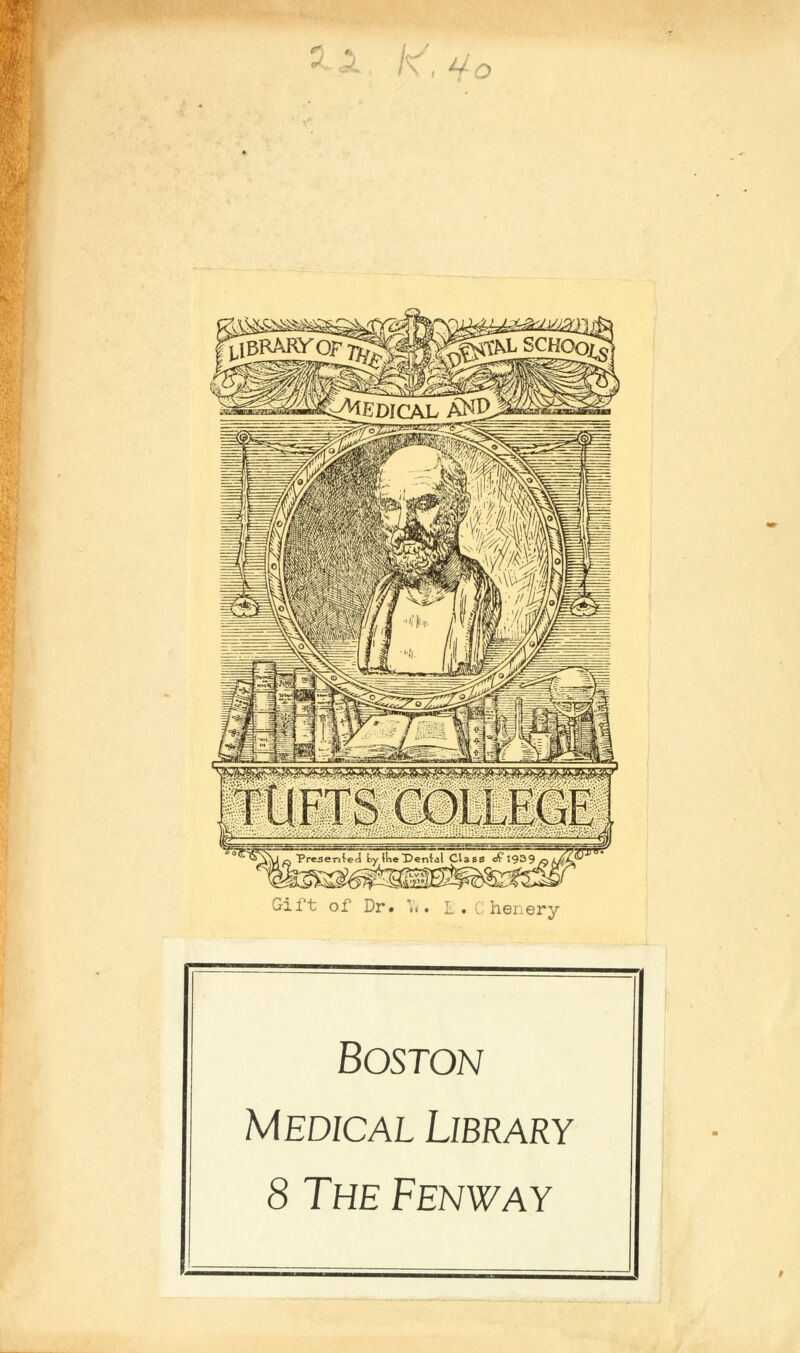 22. K. 40
LIBRARY OF THE
MEDICAL AND
DENTAL SCHOOLS
TUFTS COLLEGE
Presented by the Dental Class of 1939
Gift of Dr. W. E. Chenery
BOSTON
MEDICAL LIBRARY
8 THE FENWAY